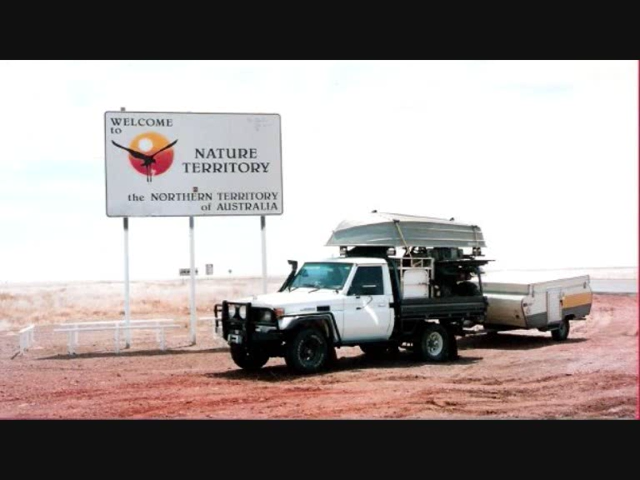 WELCOME
to
NATURE
TERRITORY
the NORTHERN TERRITORY
of AUSTRALIA